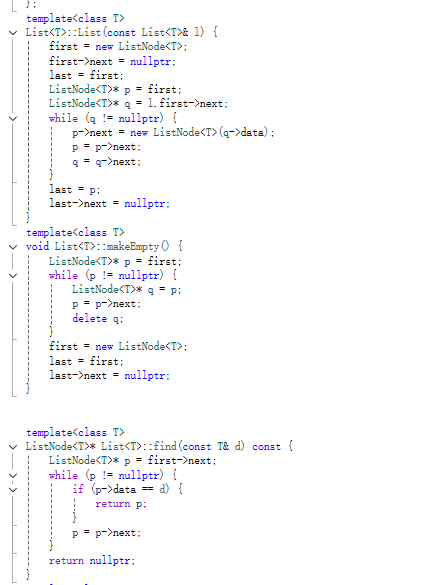 };
template<class T>
List<T>::List(const List<T>& l) {
    first = new ListNode<T>;
    first->next = nullptr;
    last = first;
    ListNode<T>* p = first;
    ListNode<T>* q = l.first->next;
    while (q != nullptr) {
        p->next = new ListNode<T>(q->data);
        p = p->next;
        q = q->next;
    }
    last = p;
    last->next = nullptr;
}
template<class T>
void List<T>::makeEmpty() {
    ListNode<T>* p = first;
    while (p != nullptr) {
        ListNode<T>* q = p;
        p = p->next;
        delete q;
    }
    first = new ListNode<T>;
    last = first;
    last->next = nullptr;
}
template<class T>
ListNode<T>* List<T>::find(const T& d) const {
    ListNode<T>* p = first->next;
    while (p != nullptr) {
        if (p->data == d) {
            return p;
        }
        p = p->next;
    }
    return nullptr;
}